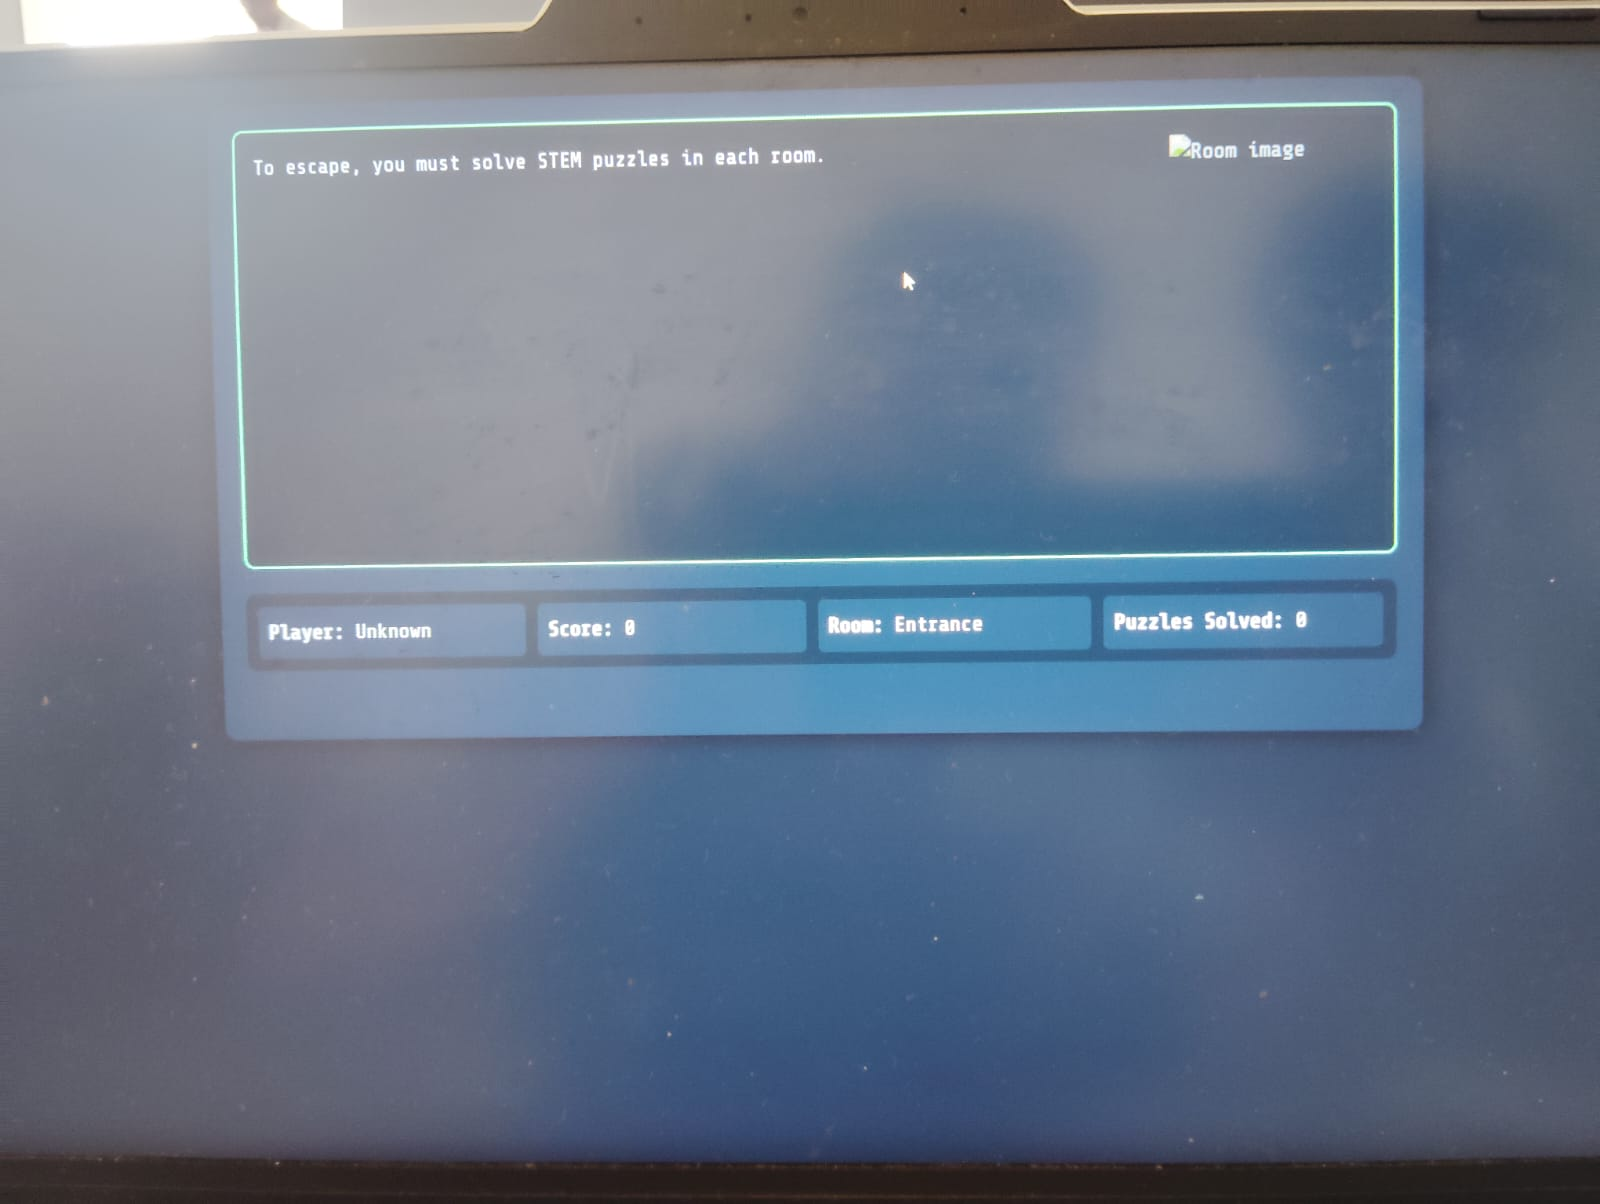 To escape, you must solve STEM puzzles in each room.
Room image
Player: Unknown
Score: 0
Room: Entrance
Puzzles Solved: 0